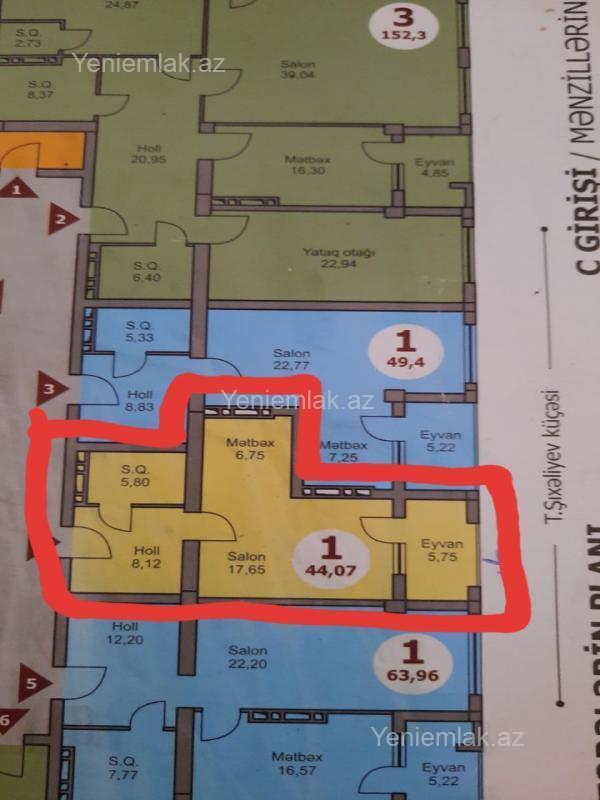 24,87
S.Q.
2,73
3
152,3
Yeniemlak.az
Salon
39,04
S.Q.
8,37
Holl
20,95
Mətbəx
16,30
Eyvan
4,85
1
2
Yataq otağı
22,94
S.Q.
6,40
S.Q.
5,33
Salon
22,77
1
49,4
3
Holl
8,83
Yeniemlak.az
Mətbəx
6,75
Mətbəx
7,25
Eyvan
5,22
S.Q.
5,80
Holl
8,12
Salon
17,65
1
44,07
Eyvan
5,75
Holl
12,20
Salon
22,20
1
63,96
5
6
S.Q.
7,77
Mətbəx
16,57
Yeniemlak.az
Eyvan
5,22
C GİRİŞİ / MƏNZİLLƏRİN
T.Şıxəliyev küçəsi
PLANI